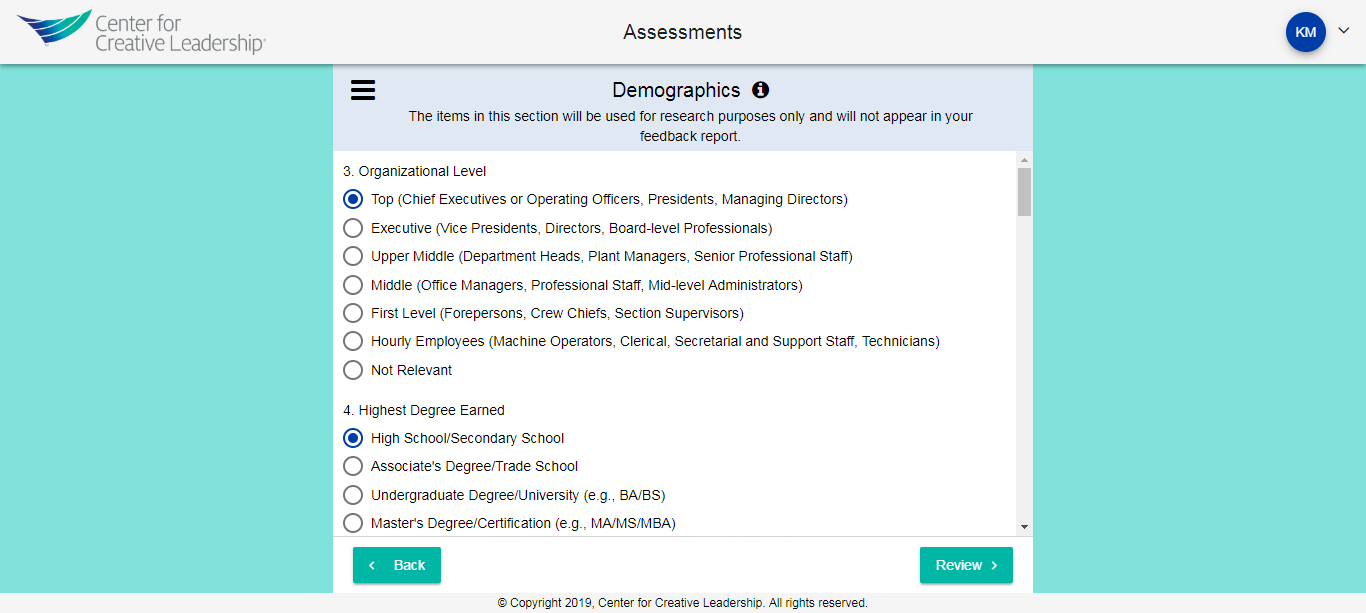 Center for
Creative Leadership®
Assessments
KM
Demographics
The items in this section will be used for research purposes only and will not appear in your
feedback report.
3. Organizational Level
Top (Chief Executives or Operating Officers, Presidents, Managing Directors)
Executive (Vice Presidents, Directors, Board-level Professionals)
Upper Middle (Department Heads, Plant Managers, Senior Professional Staff)
Middle (Office Managers, Professional Staff, Mid-level Administrators)
First Level (Forepersons, Crew Chiefs, Section Supervisors)
Hourly Employees (Machine Operators, Clerical, Secretarial and Support Staff, Technicians)
Not Relevant
4. Highest Degree Earned
High School/Secondary School
Associate's Degree/Trade School
Undergraduate Degree/University (e.g., BA/BS)
Master's Degree/Certification (e.g., MA/MS/MBA)
Back
Review
© Copyright 2019, Center for Creative Leadership. All rights reserved.